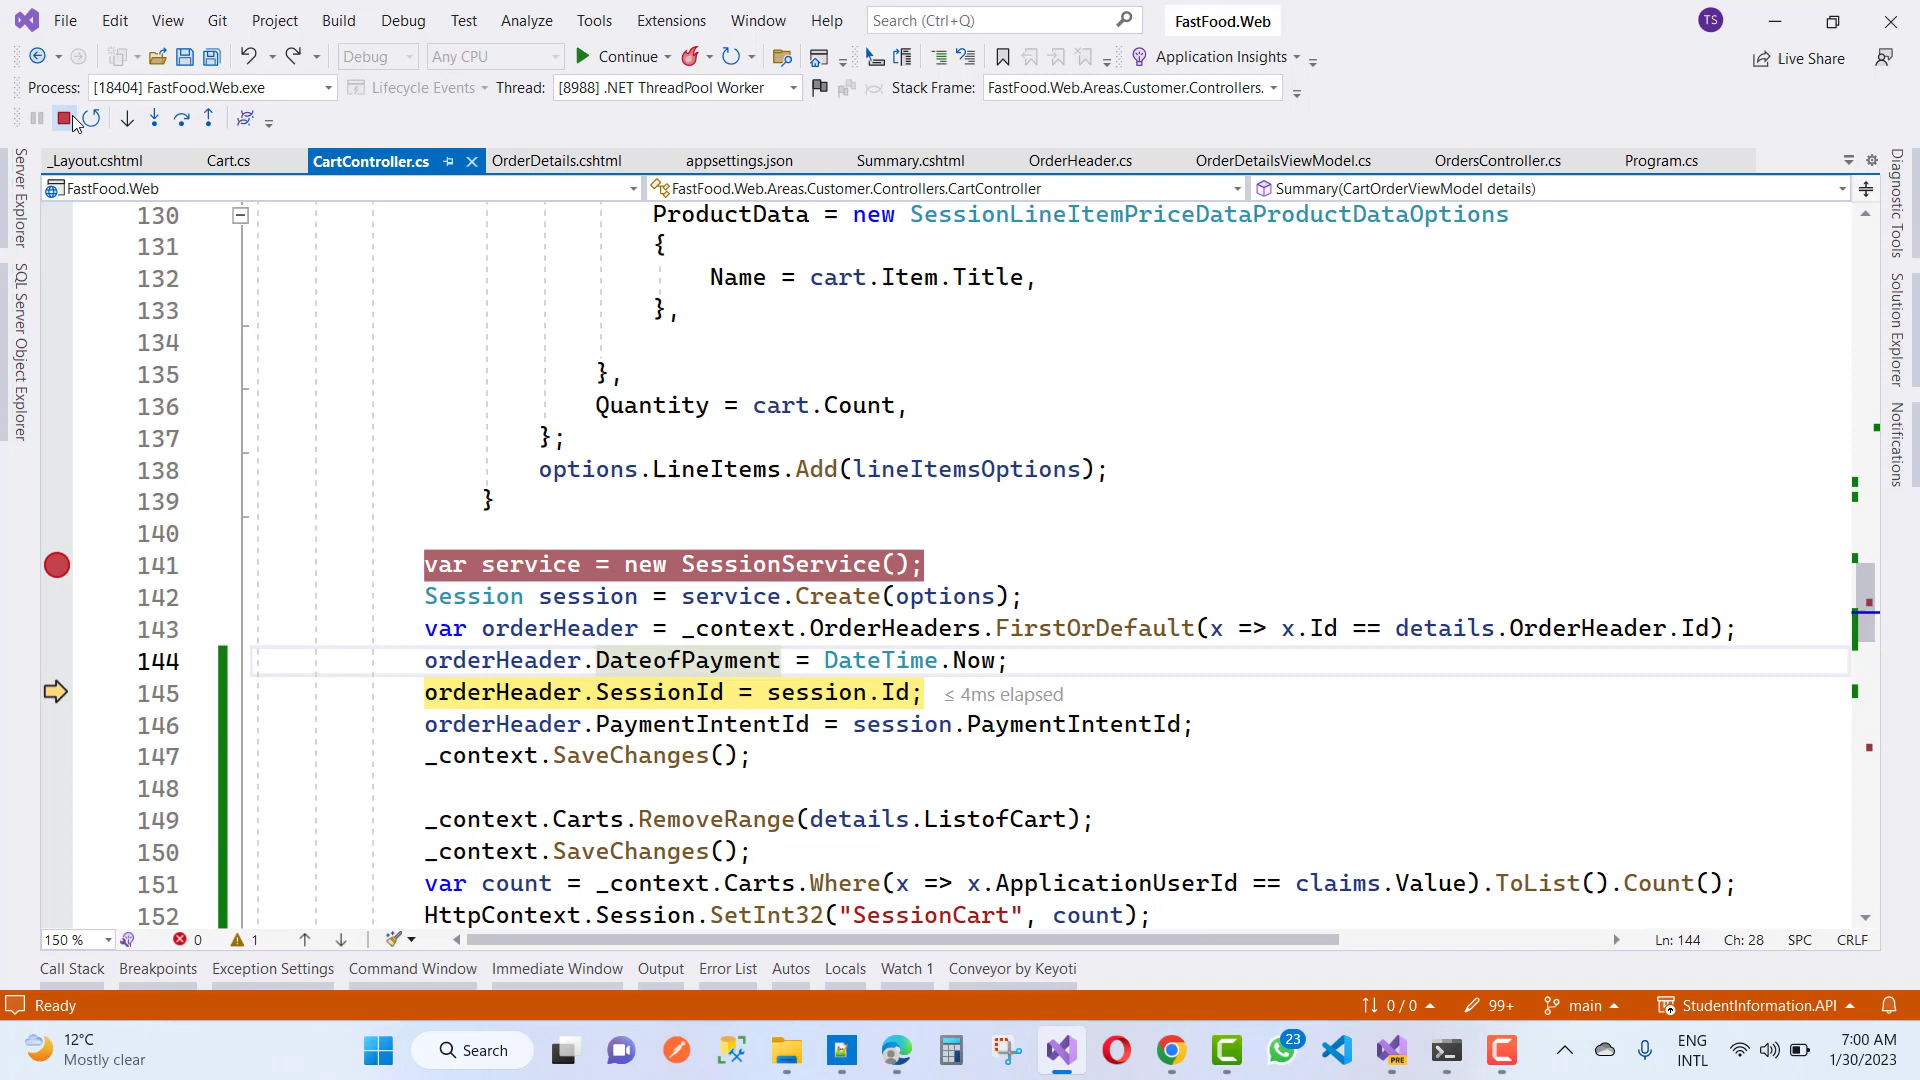 File Edit View Git Project Build Debug Test Analyze Tools Extensions Window Help Search (Ctrl+Q) FastFood.Web TS
Debug Any CPU Continue Application Insights Live Share
Process: [18404] FastFood.Web.exe Lifecycle Events Thread: [8988] .NET ThreadPool Worker Stack Frame: FastFood.Web.Areas.Customer.Controllers.
_Layout.cshtml Cart.cs CartController.cs OrderDetails.cshtml appsettings.json Summary.cshtml OrderHeader.cs OrderDetailsViewModel.cs OrdersController.cs Program.cs
FastFood.Web FastFood.Web.Areas.Customer.Controllers.CartController Summary(CartOrderViewModel details)
Server Explorer
SQL Server Object Explorer
130 ProductData = new SessionLineItemPriceDataProductDataOptions
131 {
132 Name = cart.Item.Title,
133 },
134
135 },
136 Quantity = cart.Count,
137 };
138 options.LineItems.Add(lineItemsOptions);
139 }
140
141 var service = new SessionService();
142 Session session = service.Create(options);
143 var orderHeader = _context.OrderHeaders.FirstOrDefault(x => x.Id == details.OrderHeader.Id);
144 orderHeader.DateofPayment = DateTime.Now;
145 orderHeader.SessionId = session.Id; ≤ 4ms elapsed
146 orderHeader.PaymentIntentId = session.PaymentIntentId;
147 _context.SaveChanges();
148
149 _context.Carts.RemoveRange(details.ListofCart);
150 _context.SaveChanges();
151 var count = _context.Carts.Where(x => x.ApplicationUserId == claims.Value).ToList().Count();
152 HttpContext.Session.SetInt32("SessionCart", count);
Diagnostic Tools
Solution Explorer
Notifications
150 % 0 1 Ln: 144 Ch: 28 SPC CRLF
Call Stack Breakpoints Exception Settings Command Window Immediate Window Output Error List Autos Locals Watch 1 Conveyor by Keyoti
Ready 0 / 0 99+ main StudentInformation.API
12°C
Mostly clear
Search
23
PRE
ENG
INTL
7:00 AM
1/30/2023